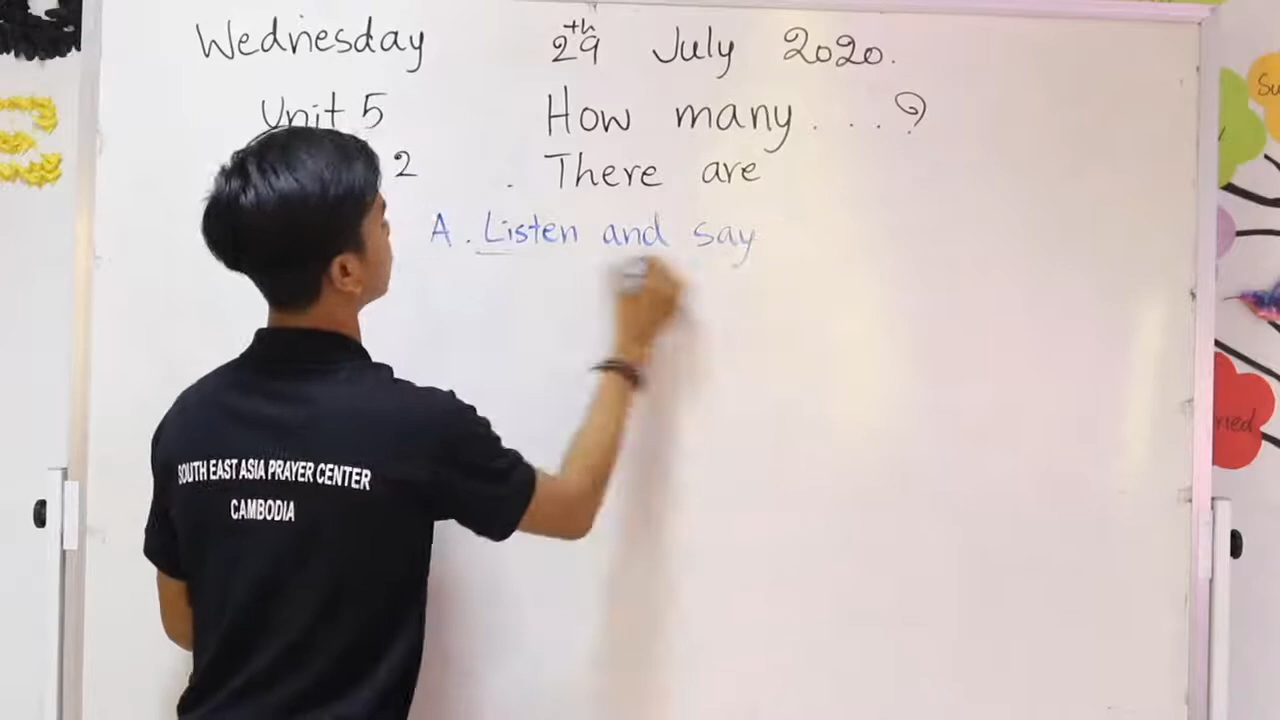 Wednesday 29th July 2020.
Unit 5 How many . . . ?
2 . There are
A. Listen and say
SOUTH EAST ASIA PRAYER CENTER
CAMBODIA